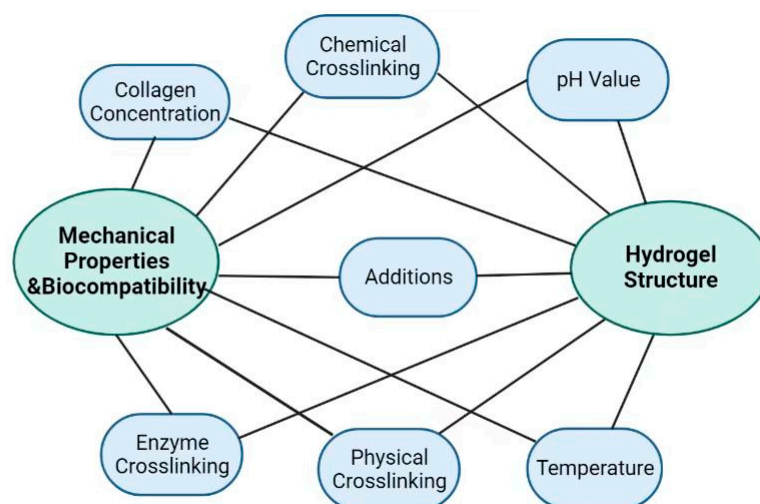 Chemical
Crosslinking
Collagen
Concentration
pH Value
Mechanical
Properties
&Biocompatibility
Additions
Hydrogel
Structure
Enzyme
Crosslinking
Physical
Crosslinking
Temperature